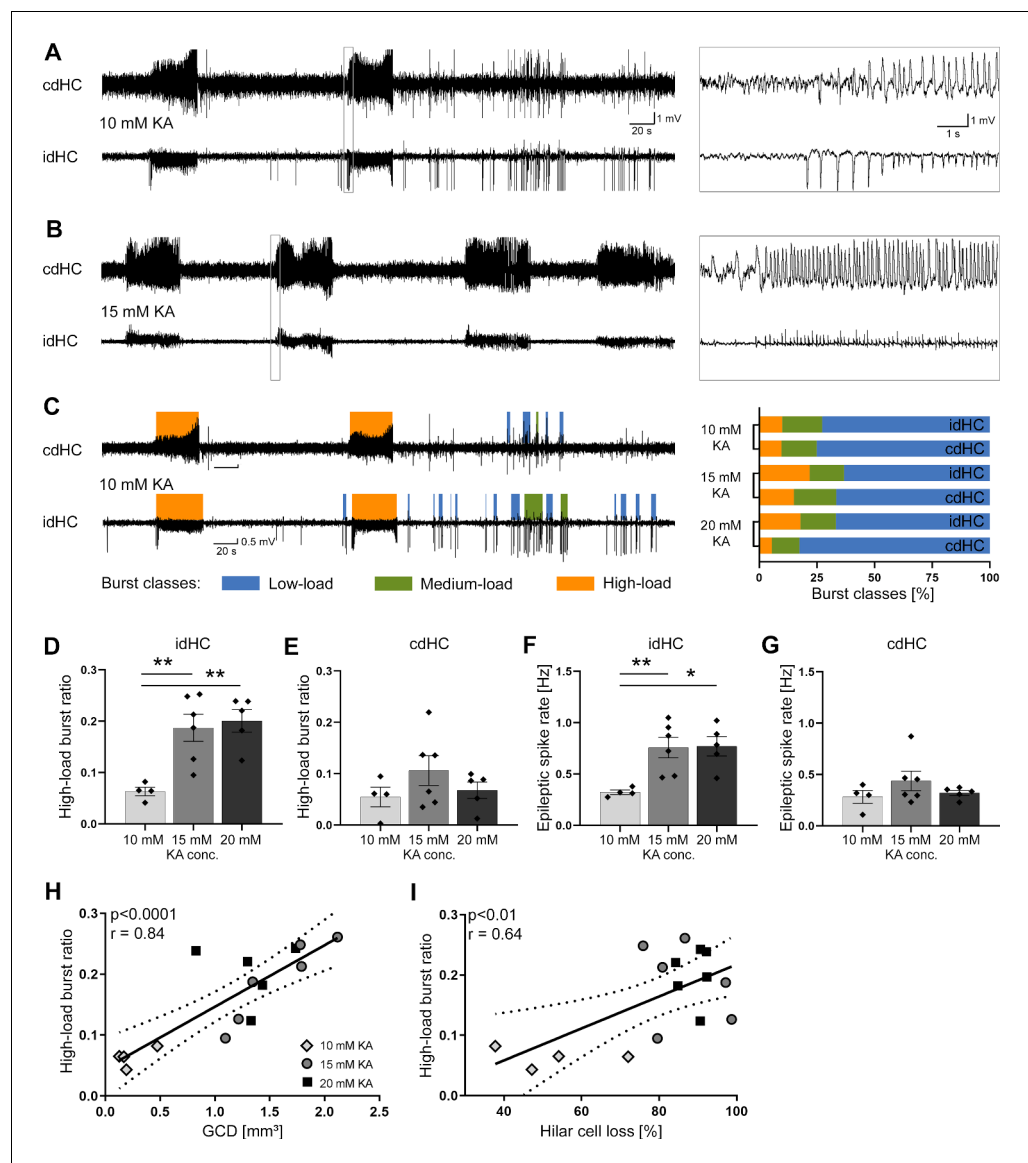 A
cdHC
10 mM KA
idHC
1 mV
20 s
1 mV
1 s
B
cdHC
15 mM KA
idHC
C
cdHC
10 mM KA
idHC
0.5 mV
20 s
Burst classes: Low-load Medium-load High-load
10 mM KA
idHC
cdHC
15 mM KA
idHC
cdHC
20 mM KA
idHC
cdHC
0 25 50 75 100
Burst classes [%]
D idHC
High-load burst ratio
0.3
0.2
0.1
0.0
** **
10 mM 15 mM 20 mM
KA conc.
E cdHC
High-load burst ratio
0.3
0.2
0.1
0.0
10 mM 15 mM 20 mM
KA conc.
F idHC
Epileptic spike rate [Hz]
1.5
1.0
0.5
0
** *
10 mM 15 mM 20 mM
KA conc.
G cdHC
Epileptic spike rate [Hz]
1.5
1.0
0.5
0
10 mM 15 mM 20 mM
KA conc.
H
p<0.0001
r = 0.84
High-load burst ratio
0.3
0.2
0.1
0.0
10 mM KA
15 mM KA
20 mM KA
0.0 0.5 1.0 1.5 2.0 2.5
GCD [mm³]
I
p<0.01
r = 0.64
High-load burst ratio
0.3
0.2
0.1
0.0
40 60 80 100
Hilar cell loss [%]